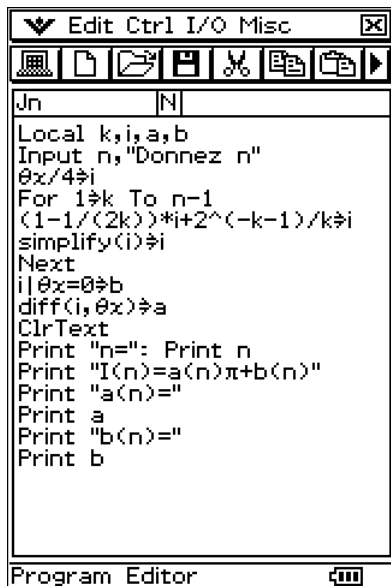 Edit Ctrl I/O Misc
Jn N
Local k,i,a,b
Input n,"Donnez n"
θx/4⇒i
For 1⇒k To n-1
(1-1/(2k))*i+2^(-k-1)/k⇒i
simplify(i)⇒i
Next
i|θx=0⇒b
diff(i,θx)⇒a
ClrText
Print "n=": Print n
Print "I(n)=a(n)π+b(n)"
Print "a(n)="
Print a
Print "b(n)="
Print b
Program Editor